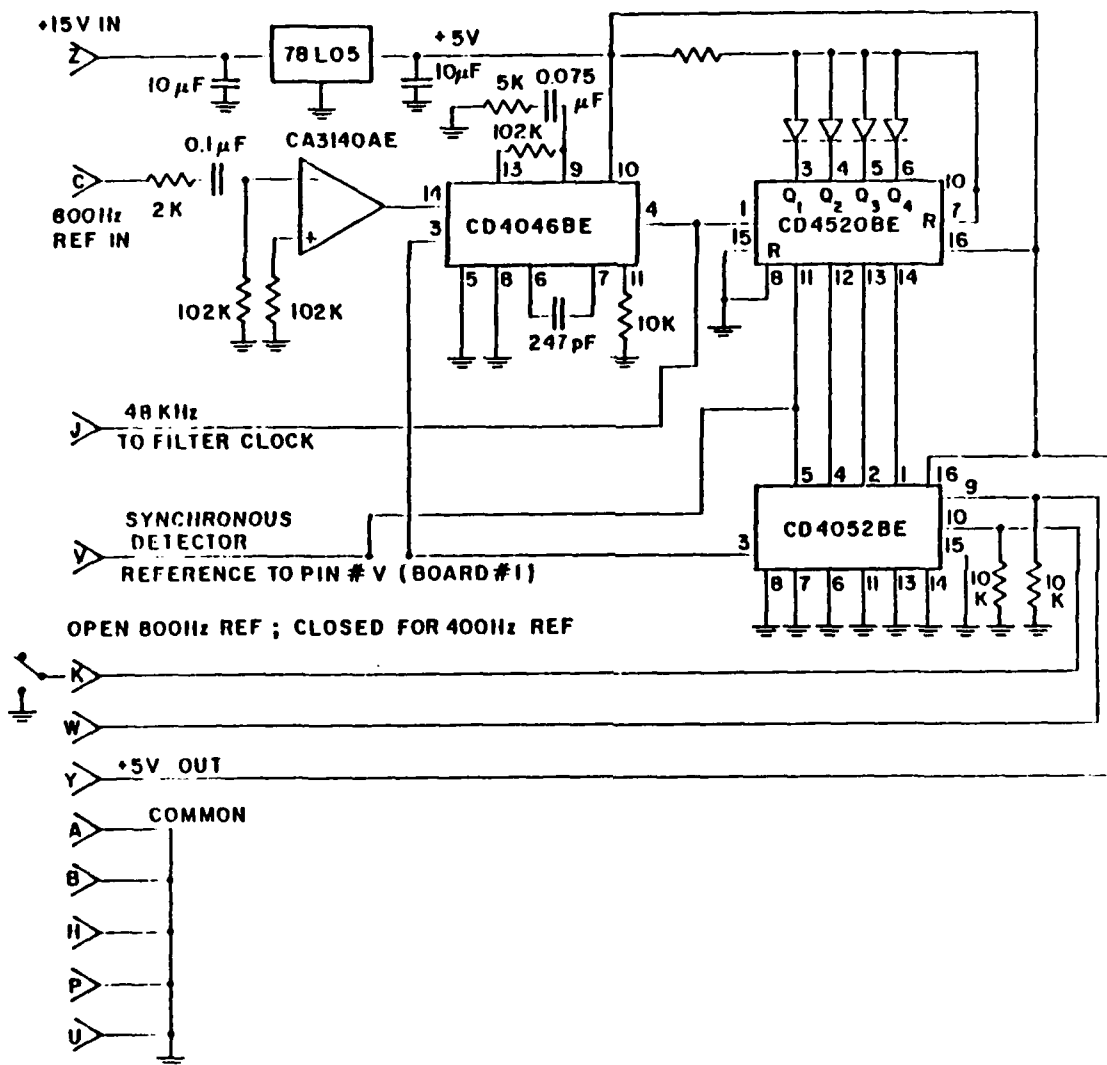 +15V IN
Z
78L05
+5V
10µF
10µF
5K
0.075
µF
102K
CA3140AE
0.1µF
C
2K
800Hz
REF IN
-
+
102K
102K
13
9
10
14
3
CD4046BE
4
5
8
6
7
11
247pF
10K
3
4
5
6
Q1
Q2
Q3
Q4
10
7
16
1
15
CD4520BE
R
R
8
11
12
13
14
J
48KHz
TO FILTER CLOCK
5
4
2
1
16
9
10
15
3
CD4052BE
8
7
6
11
13
14
10
K
10
K
SYNCHRONOUS
DETECTOR
V
REFERENCE TO PIN # V (BOARD#1)
OPEN 800Hz REF ; CLOSED FOR 400Hz REF
K
W
Y
+5V OUT
COMMON
A
B
H
P
U